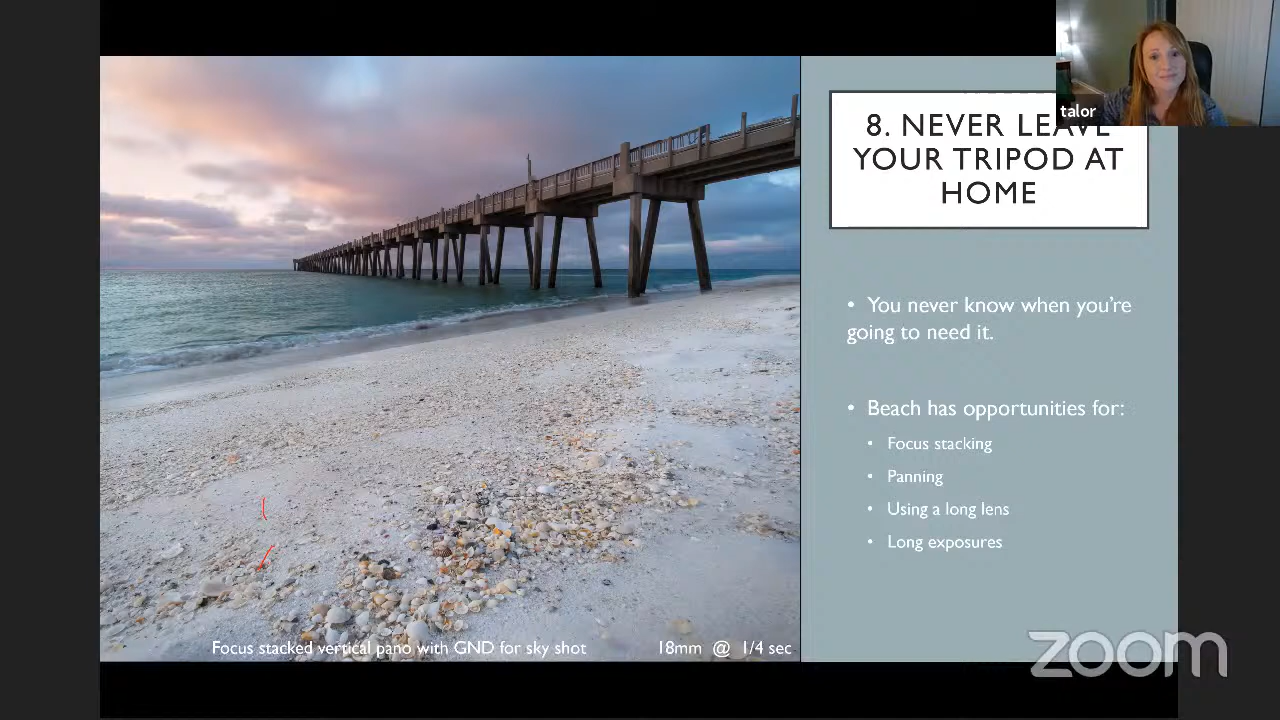 talor
8. NEVER LEAVE
YOUR TRIPOD AT
HOME
• You never know when you're
going to need it.
• Beach has opportunities for:
• Focus stacking
• Panning
• Using a long lens
• Long exposures
Focus stacked vertical pano with GND for sky shot
18mm @ 1/4 sec
zoom